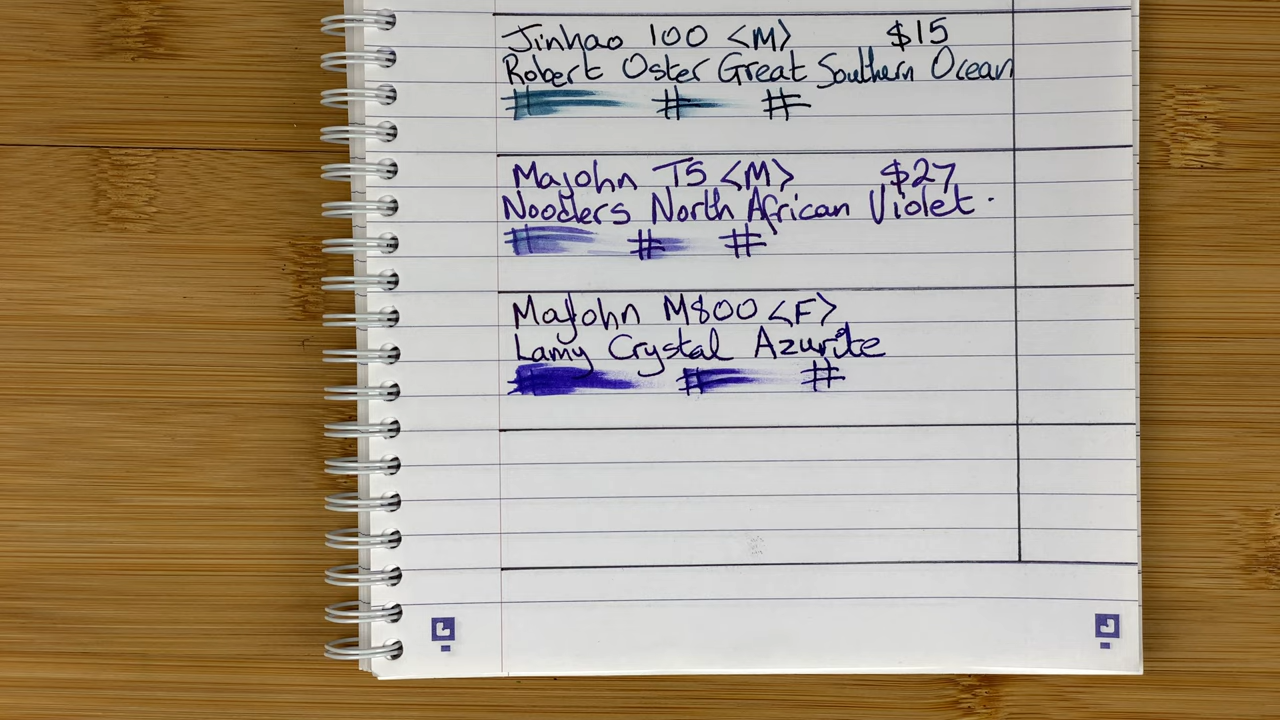 Jinhao 100 <M> $15
Robert Oster Great Southern Ocean
# # #
Majohn T5 <M> $27
Noodlers North African Violet.
# # #
Majohn M800 <F>
Lamy Crystal Azurite
# # #